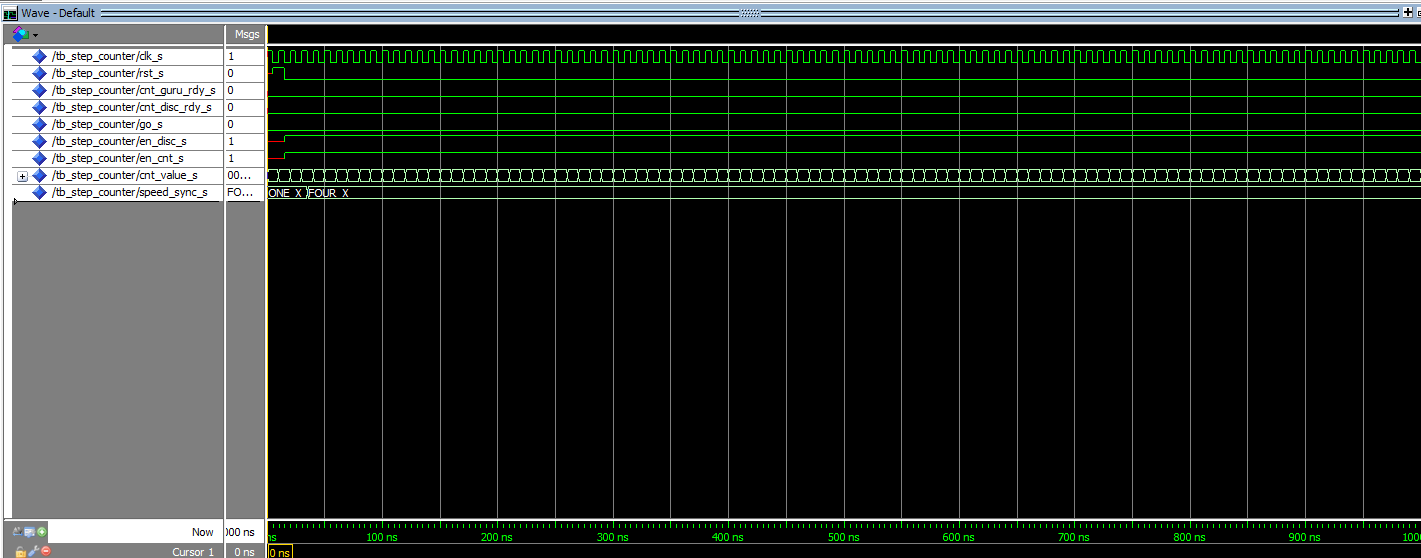 Wave - Default
Msgs
/tb_step_counter/clk_s 1
/tb_step_counter/rst_s 0
/tb_step_counter/cnt_guru_rdy_s 0
/tb_step_counter/cnt_disc_rdy_s 0
/tb_step_counter/go_s 0
/tb_step_counter/en_disc_s 1
/tb_step_counter/en_cnt_s 1
/tb_step_counter/cnt_value_s 00...
/tb_step_counter/speed_sync_s FO... ONE_X FOUR_X
Now 000 ns ns 100 ns 200 ns 300 ns 400 ns 500 ns 600 ns 700 ns 800 ns 900 ns 100
Cursor 1 0 ns 0 ns